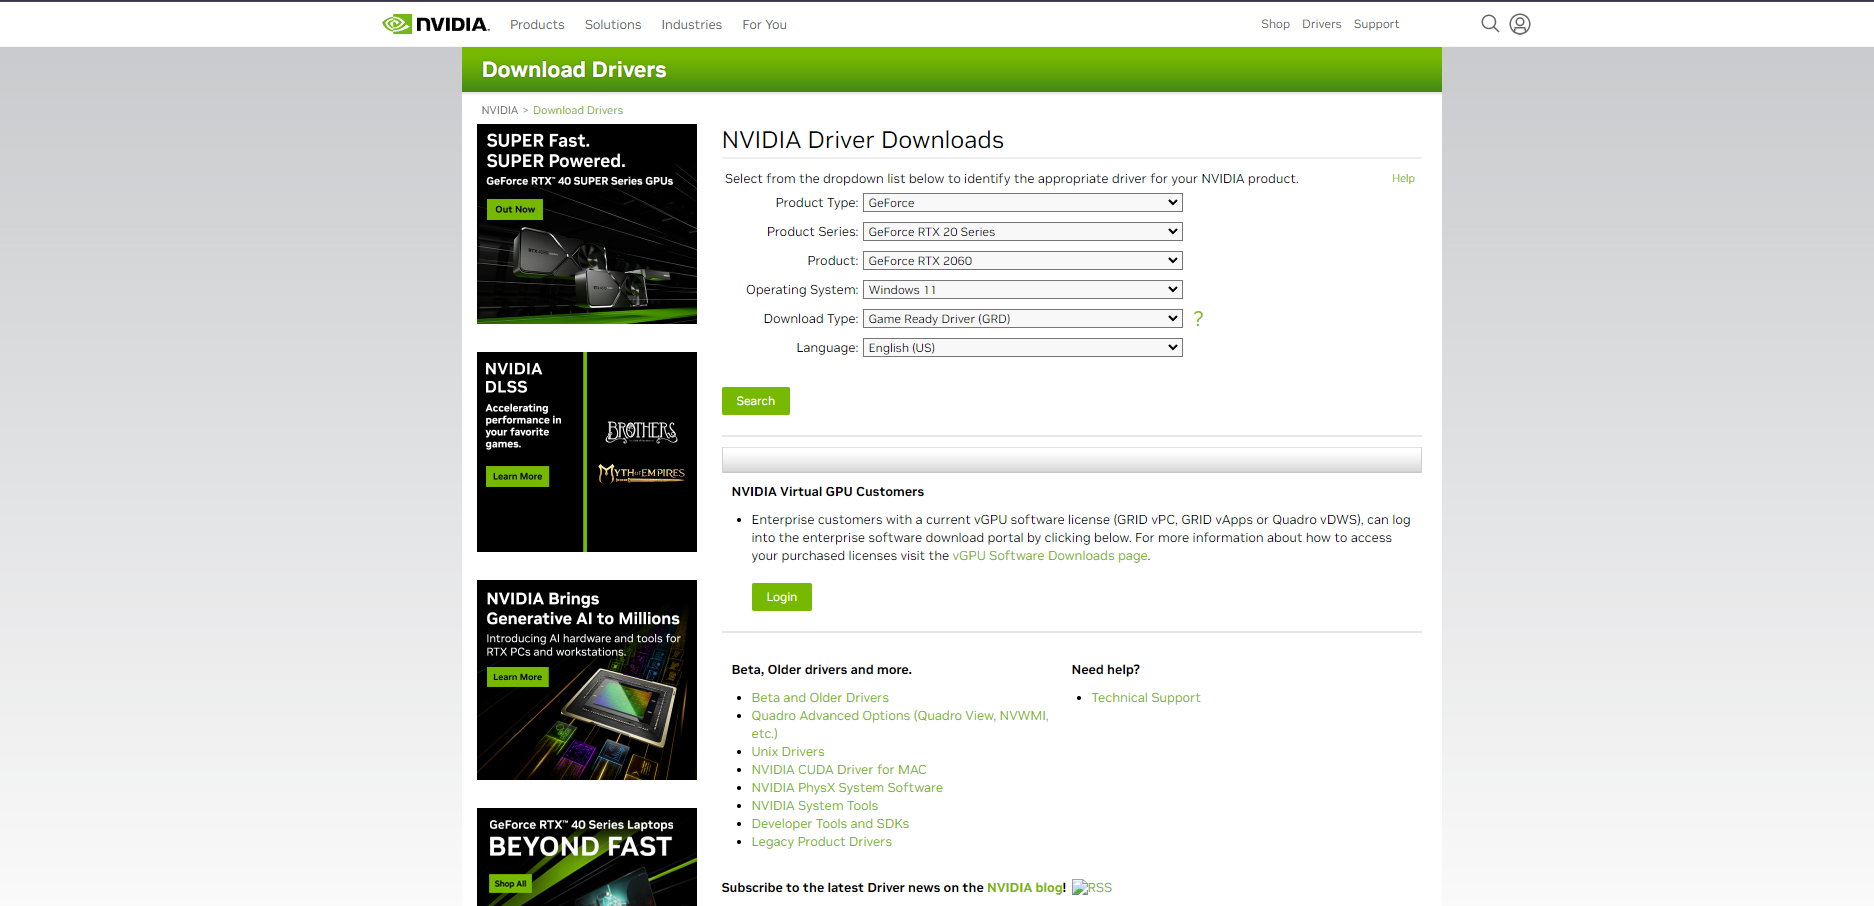 NVIDIA.
Products Solutions Industries For You
Shop Drivers Support
Download Drivers
NVIDIA > Download Drivers
SUPER Fast.
SUPER Powered.
GeForce RTX™ 40 SUPER Series GPUs
Out Now
NVIDIA
DLSS
Accelerating
performance in
your favorite
games.
Learn More
BROTHERS
MYTH OF EMPIRES
NVIDIA Brings
Generative AI to Millions
Introducing AI hardware and tools for
RTX PCs and workstations.
Learn More
GeForce RTX™ 40 Series Laptops
BEYOND FAST
Shop All
NVIDIA Driver Downloads
Select from the dropdown list below to identify the appropriate driver for your NVIDIA product.
Help
Product Type: GeForce
Product Series: GeForce RTX 20 Series
Product: GeForce RTX 2060
Operating System: Windows 11
Download Type: Game Ready Driver (GRD) ?
Language: English (US)
Search
NVIDIA Virtual GPU Customers
• Enterprise customers with a current vGPU software license (GRID vPC, GRID vApps or Quadro vDWS), can log
into the enterprise software download portal by clicking below. For more information about how to access
your purchased licenses visit the vGPU Software Downloads page.
Login
Beta, Older drivers and more.
• Beta and Older Drivers
• Quadro Advanced Options (Quadro View, NVWMI,
etc.)
• Unix Drivers
• NVIDIA CUDA Driver for MAC
• NVIDIA PhysX System Software
• NVIDIA System Tools
• Developer Tools and SDKs
• Legacy Product Drivers
Need help?
• Technical Support
Subscribe to the latest Driver news on the NVIDIA blog! RSS